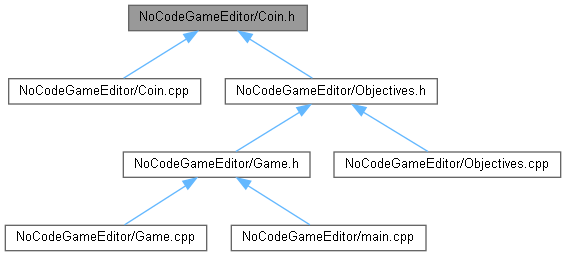 NoCodeGameEditor/Coin.h
NoCodeGameEditor/Coin.cpp
NoCodeGameEditor/Objectives.h
NoCodeGameEditor/Game.h
NoCodeGameEditor/Objectives.cpp
NoCodeGameEditor/Game.cpp
NoCodeGameEditor/main.cpp